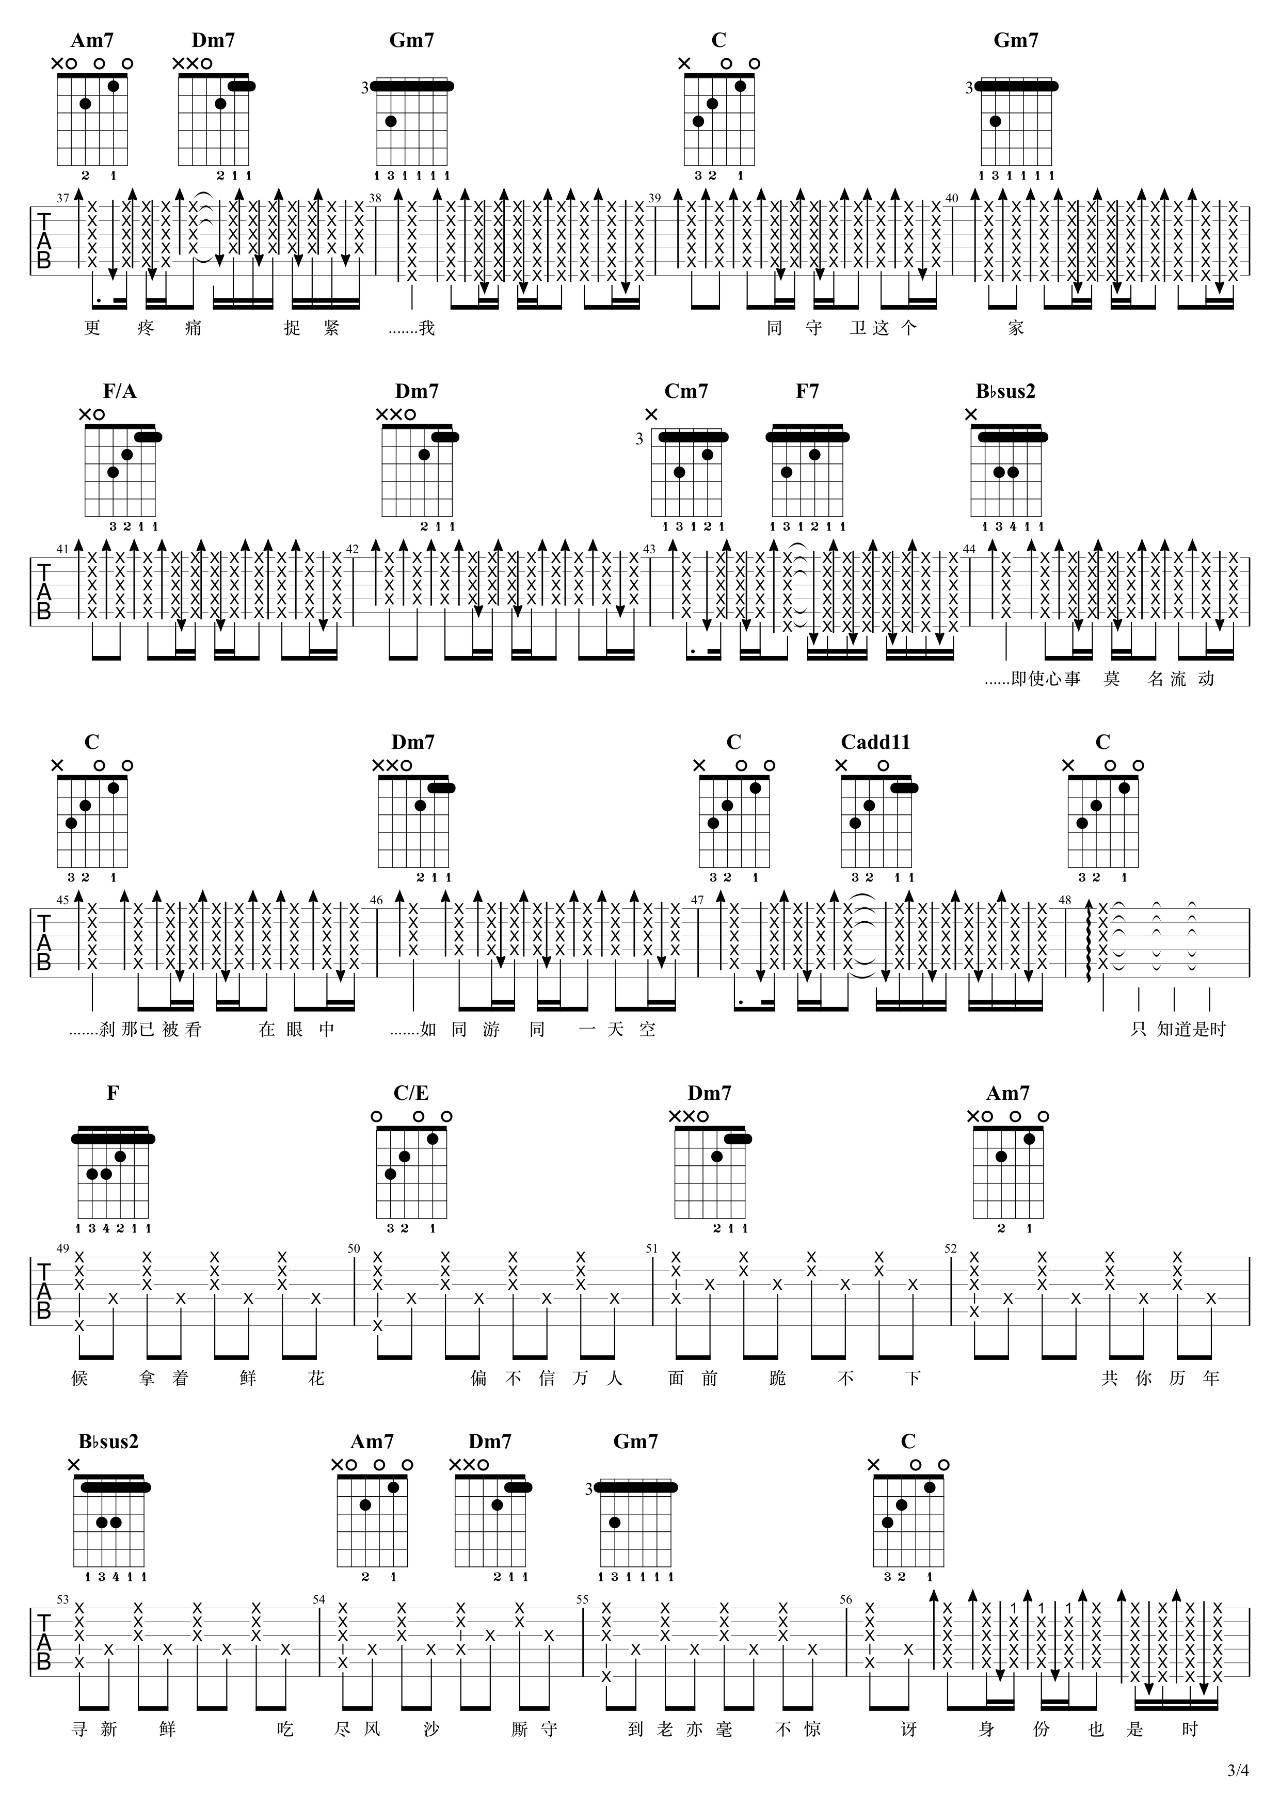 Am7 Dm7 Gm7 C Gm7
3 3
2 1 2 1 1 1 3 1 1 1 1 3 2 1 1 3 1 1 1 1
37 38 39 40
T
A
B
更 疼 痛 捉 紧 .......我 同 守 卫 这 个 家
F/A Dm7 Cm7 F7 B♭sus2
3
3 2 1 1 2 1 1 1 3 1 2 1 1 3 1 2 1 1 1 3 4 1 1
41 42 43 44
T
A
B
......即使心事 莫 名 流 动
C Dm7 C Cadd11 C
3 2 1 2 1 1 3 2 1 3 2 1 1 3 2 1
45 46 47 48
T
A
B
.......刹 那已 被 看 在 眼 中 .......如 同 游 同 一 天 空 只 知道是时
F C/E Dm7 Am7
1 3 4 2 1 1 3 2 1 2 1 1 2 1
49 50 51 52
T
A
B
候 拿 着 鲜 花 偏 不 信 万 人 面 前 跪 不 下 共 你 历 年
B♭sus2 Am7 Dm7 Gm7 C
3
1 3 4 1 1 2 1 2 1 1 1 3 1 1 1 1 3 2 1
53 54 55 56
1 1 1
T
A
B
寻 新 鲜 吃 尽 风 沙 厮 守 到 老 亦 毫 不 惊 讶 身 份 也 是 时
3/4